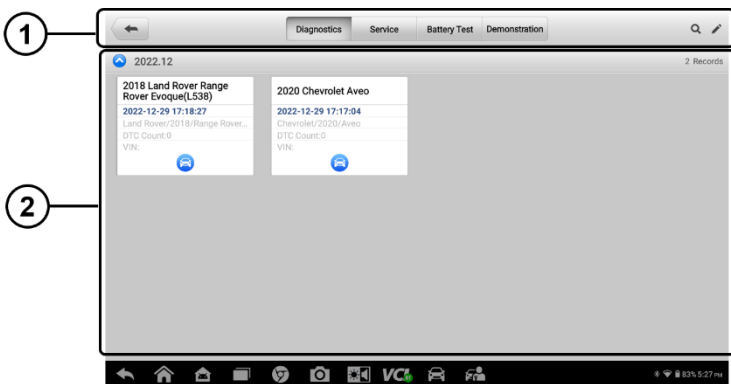 1
Diagnostics Service Battery Test Demonstration
2022.12 2 Records
2018 Land Rover Range
Rover Evoque(L538)
2022-12-29 17:18:27
Land Rover/2018/Range Rover...
DTC Count:0
VIN:
2020 Chevrolet Aveo
2022-12-29 17:17:04
Chevrolet/2020/Aveo
DTC Count:0
VIN:
2
VCI
83% 5:27 PM